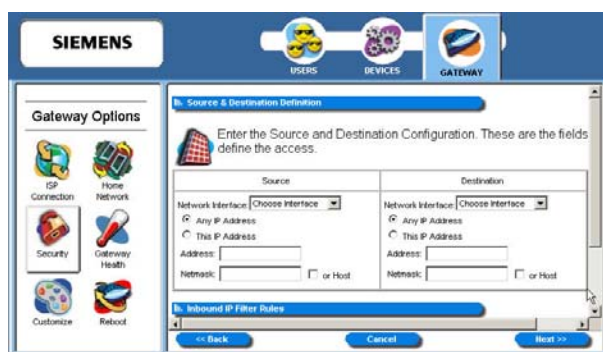 SIEMENS
USERS
DEVICES
GATEWAY
Gateway Options
ISP Connection
Home Network
Security
Gateway Health
Customize
Reboot
Source & Destination Definition
Enter the Source and Destination Configuration. These are the fields
define the access.
Source
Destination
Network Interface: Choose Interface
Network Interface: Choose Interface
Any IP Address
Any IP Address
This IP Address
This IP Address
Address:
Address:
Netmask: or Host
Netmask: or Host
Inbound IP Filter Rules
<< Back
Cancel
Next >>